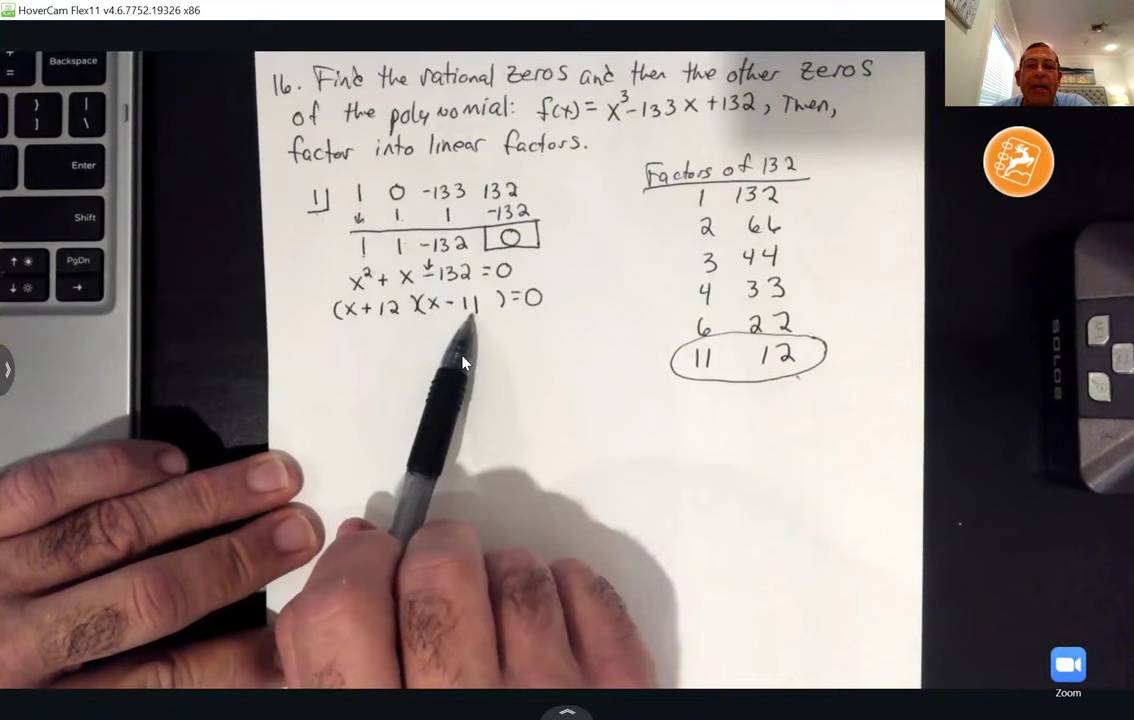 HoverCam Flex11 v4.6.7752.19326 x86
Backspace
+
=
}
]
|
\
Enter
Shift
PgDn
16. Find the rational zeros and then the other zeros
of the polynomial: f(x) = x³ - 133x + 132, Then,
factor into linear factors.
1] 1 0 -133 132
↓ 1 1 -132
1 1 -132 0
x² + x - 132 = 0
(x + 12 )(x - 11 ) = 0
Factors of 132
1 132
2 66
3 44
4 33
6 22
11 12
SOLO8
Zoom